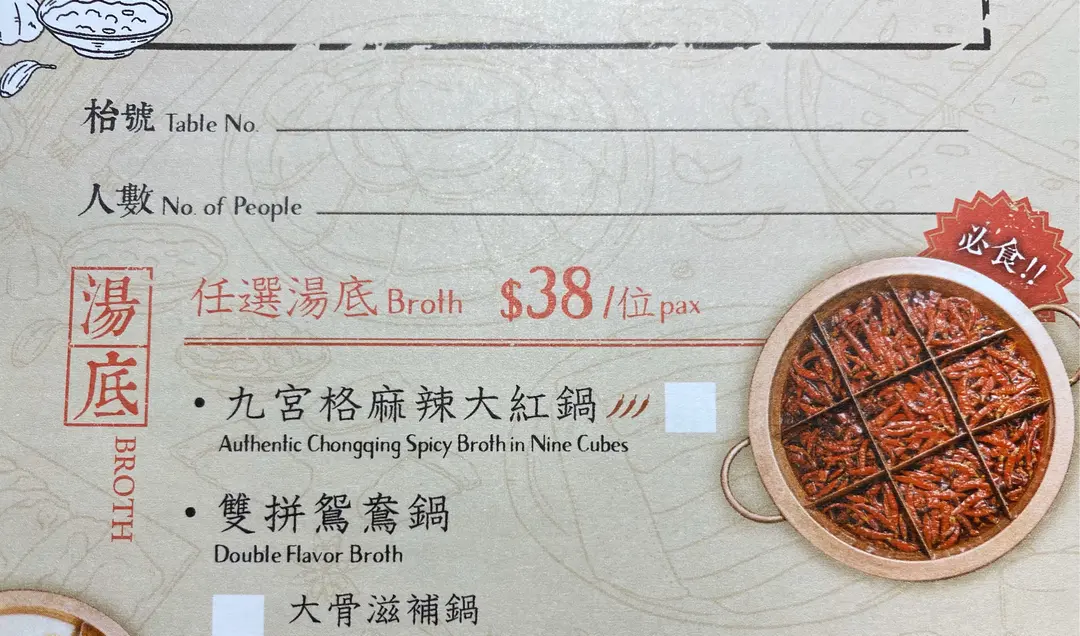 枱號 Table No.
人數 No. of People
必食!!
湯底
BROTH
任選湯底 Broth $38 /位 pax
• 九宮格麻辣大紅鍋
Authentic Chongqing Spicy Broth in Nine Cubes
• 雙拼鴛鴦鍋
Double Flavor Broth
大骨滋補鍋